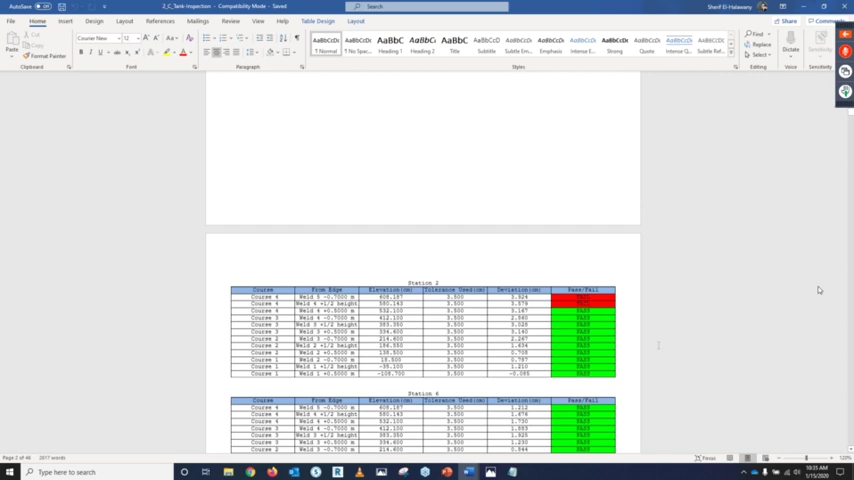 AutoSave On 2_C_Tank-Inspection - Compatibility Mode - Saved Search Sherif El-Halawany
File Home Insert Design Layout References Mailings Review View Help Table Design Layout Share Comments
Paste Cut Copy Format Painter
Courier New 12
AaBbCcDc AaBbCcDc AaBbC AaBbCcC AaBbC AaBbCcD AaBbCcDc AaBbCcDc AaBbCcDc AaBbCcDc AaBbCcDc AaBbCcDc
¶ Normal ¶ No Spac... Heading 1 Heading 2 Title Subtitle Subtle Em... Emphasis Intense E... Strong Quote Intense Q... Subtle Ref...
Find Replace Select Dictate Sensitivity
Clipboard Font Paragraph Styles Editing Voice Sensitivity
Station 2
Course From Edge Elevation(cm) Tolerance Used(cm) Deviation(cm) Pass/Fail
Course 4 Weld 5 -0.7000 m 608.187 3.500 3.924 FAIL
Course 4 Weld 4 +1/2 height 580.143 3.500 3.579 FAIL
Course 4 Weld 4 +0.5000 m 532.100 3.500 3.167 PASS
Course 3 Weld 4 -0.7000 m 412.100 3.500 2.860 PASS
Course 3 Weld 3 +1/2 height 383.350 3.500 3.028 PASS
Course 3 Weld 3 +0.5000 m 334.600 3.500 3.140 PASS
Course 2 Weld 3 -0.7000 m 214.600 3.500 2.267 PASS
Course 2 Weld 2 +1/2 height 186.550 3.500 1.634 PASS
Course 2 Weld 2 +0.5000 m 138.500 3.500 0.708 PASS
Course 1 Weld 2 -0.7000 m 18.500 3.500 0.787 PASS
Course 1 Weld 1 +1/2 height -35.100 3.500 1.210 PASS
Course 1 Weld 1 +0.5000 m -108.700 3.500 -0.085 PASS
Station 6
Course From Edge Elevation(cm) Tolerance Used(cm) Deviation(cm) Pass/Fail
Course 4 Weld 5 -0.7000 m 608.187 3.500 1.212 PASS
Course 4 Weld 4 +1/2 height 580.143 3.500 1.676 PASS
Course 4 Weld 4 +0.5000 m 532.100 3.500 1.730 PASS
Course 3 Weld 4 -0.7000 m 412.100 3.500 PASS
Course 3 Weld 3 +1/2 height 383.350 3.500 1.925 PASS
Course 3 Weld 3 +0.5000 m 334.600 3.500 1.230 PASS
Course 2 Weld 3 -0.7000 m 214.600 3.500 0.844 PASS
Page 2 of 46 2817 words Focus 120%
Type here to search 10:35 AM
1/15/2020